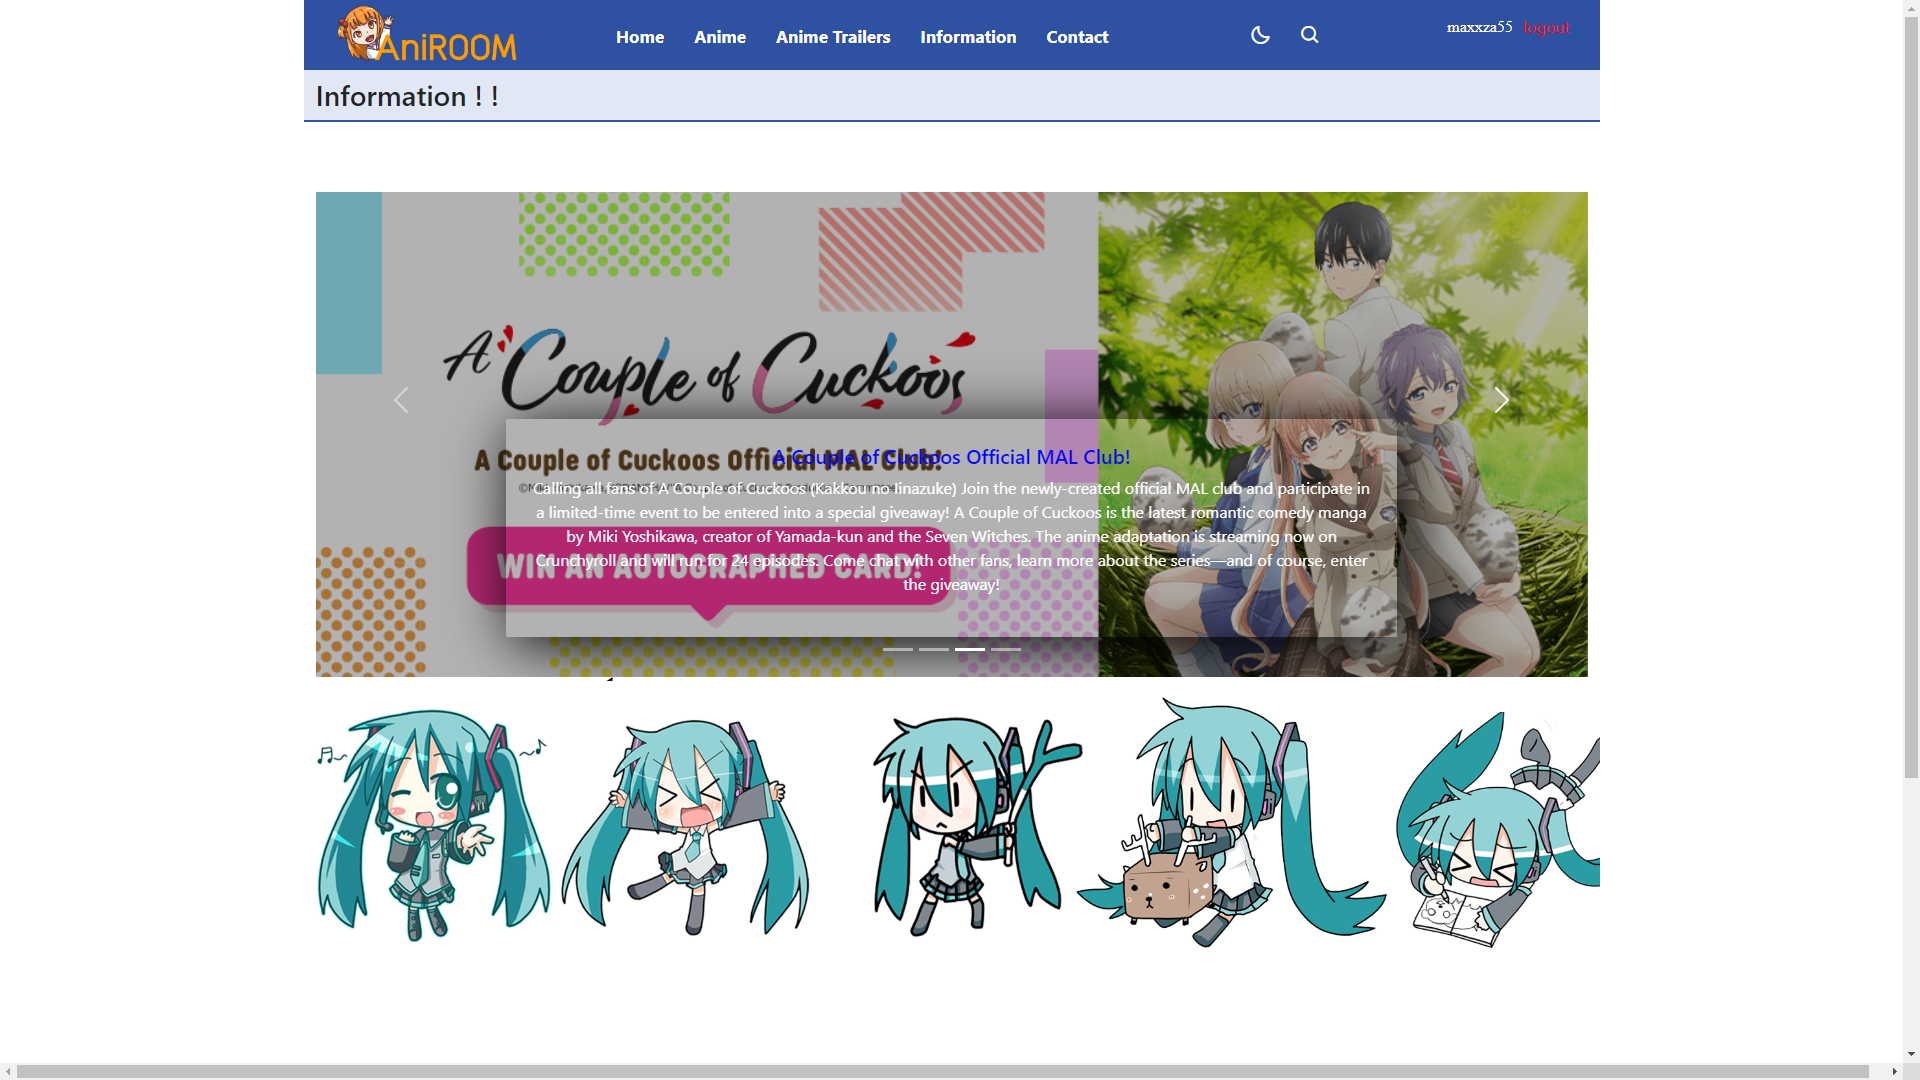 AniROOM
Home
Anime
Anime Trailers
Information
Contact
maxxza55
logout
Information ! !
A Couple of Cuckoos
A Couple of Cuckoos Official MAL Club!
A Couple of Cuckoos Official MAL Club!
Calling all fans of A Couple of Cuckoos (Kakkou no Iinazuke) Join the newly-created official MAL club and participate in
a limited-time event to be entered into a special giveaway! A Couple of Cuckoos is the latest romantic comedy manga
by Miki Yoshikawa, creator of Yamada-kun and the Seven Witches. The anime adaptation is streaming now on
Crunchyroll and will run for 24 episodes. Come chat with other fans, learn more about the series—and of course, enter
the giveaway!
WIN AN AUTOGRAPHED CARD!